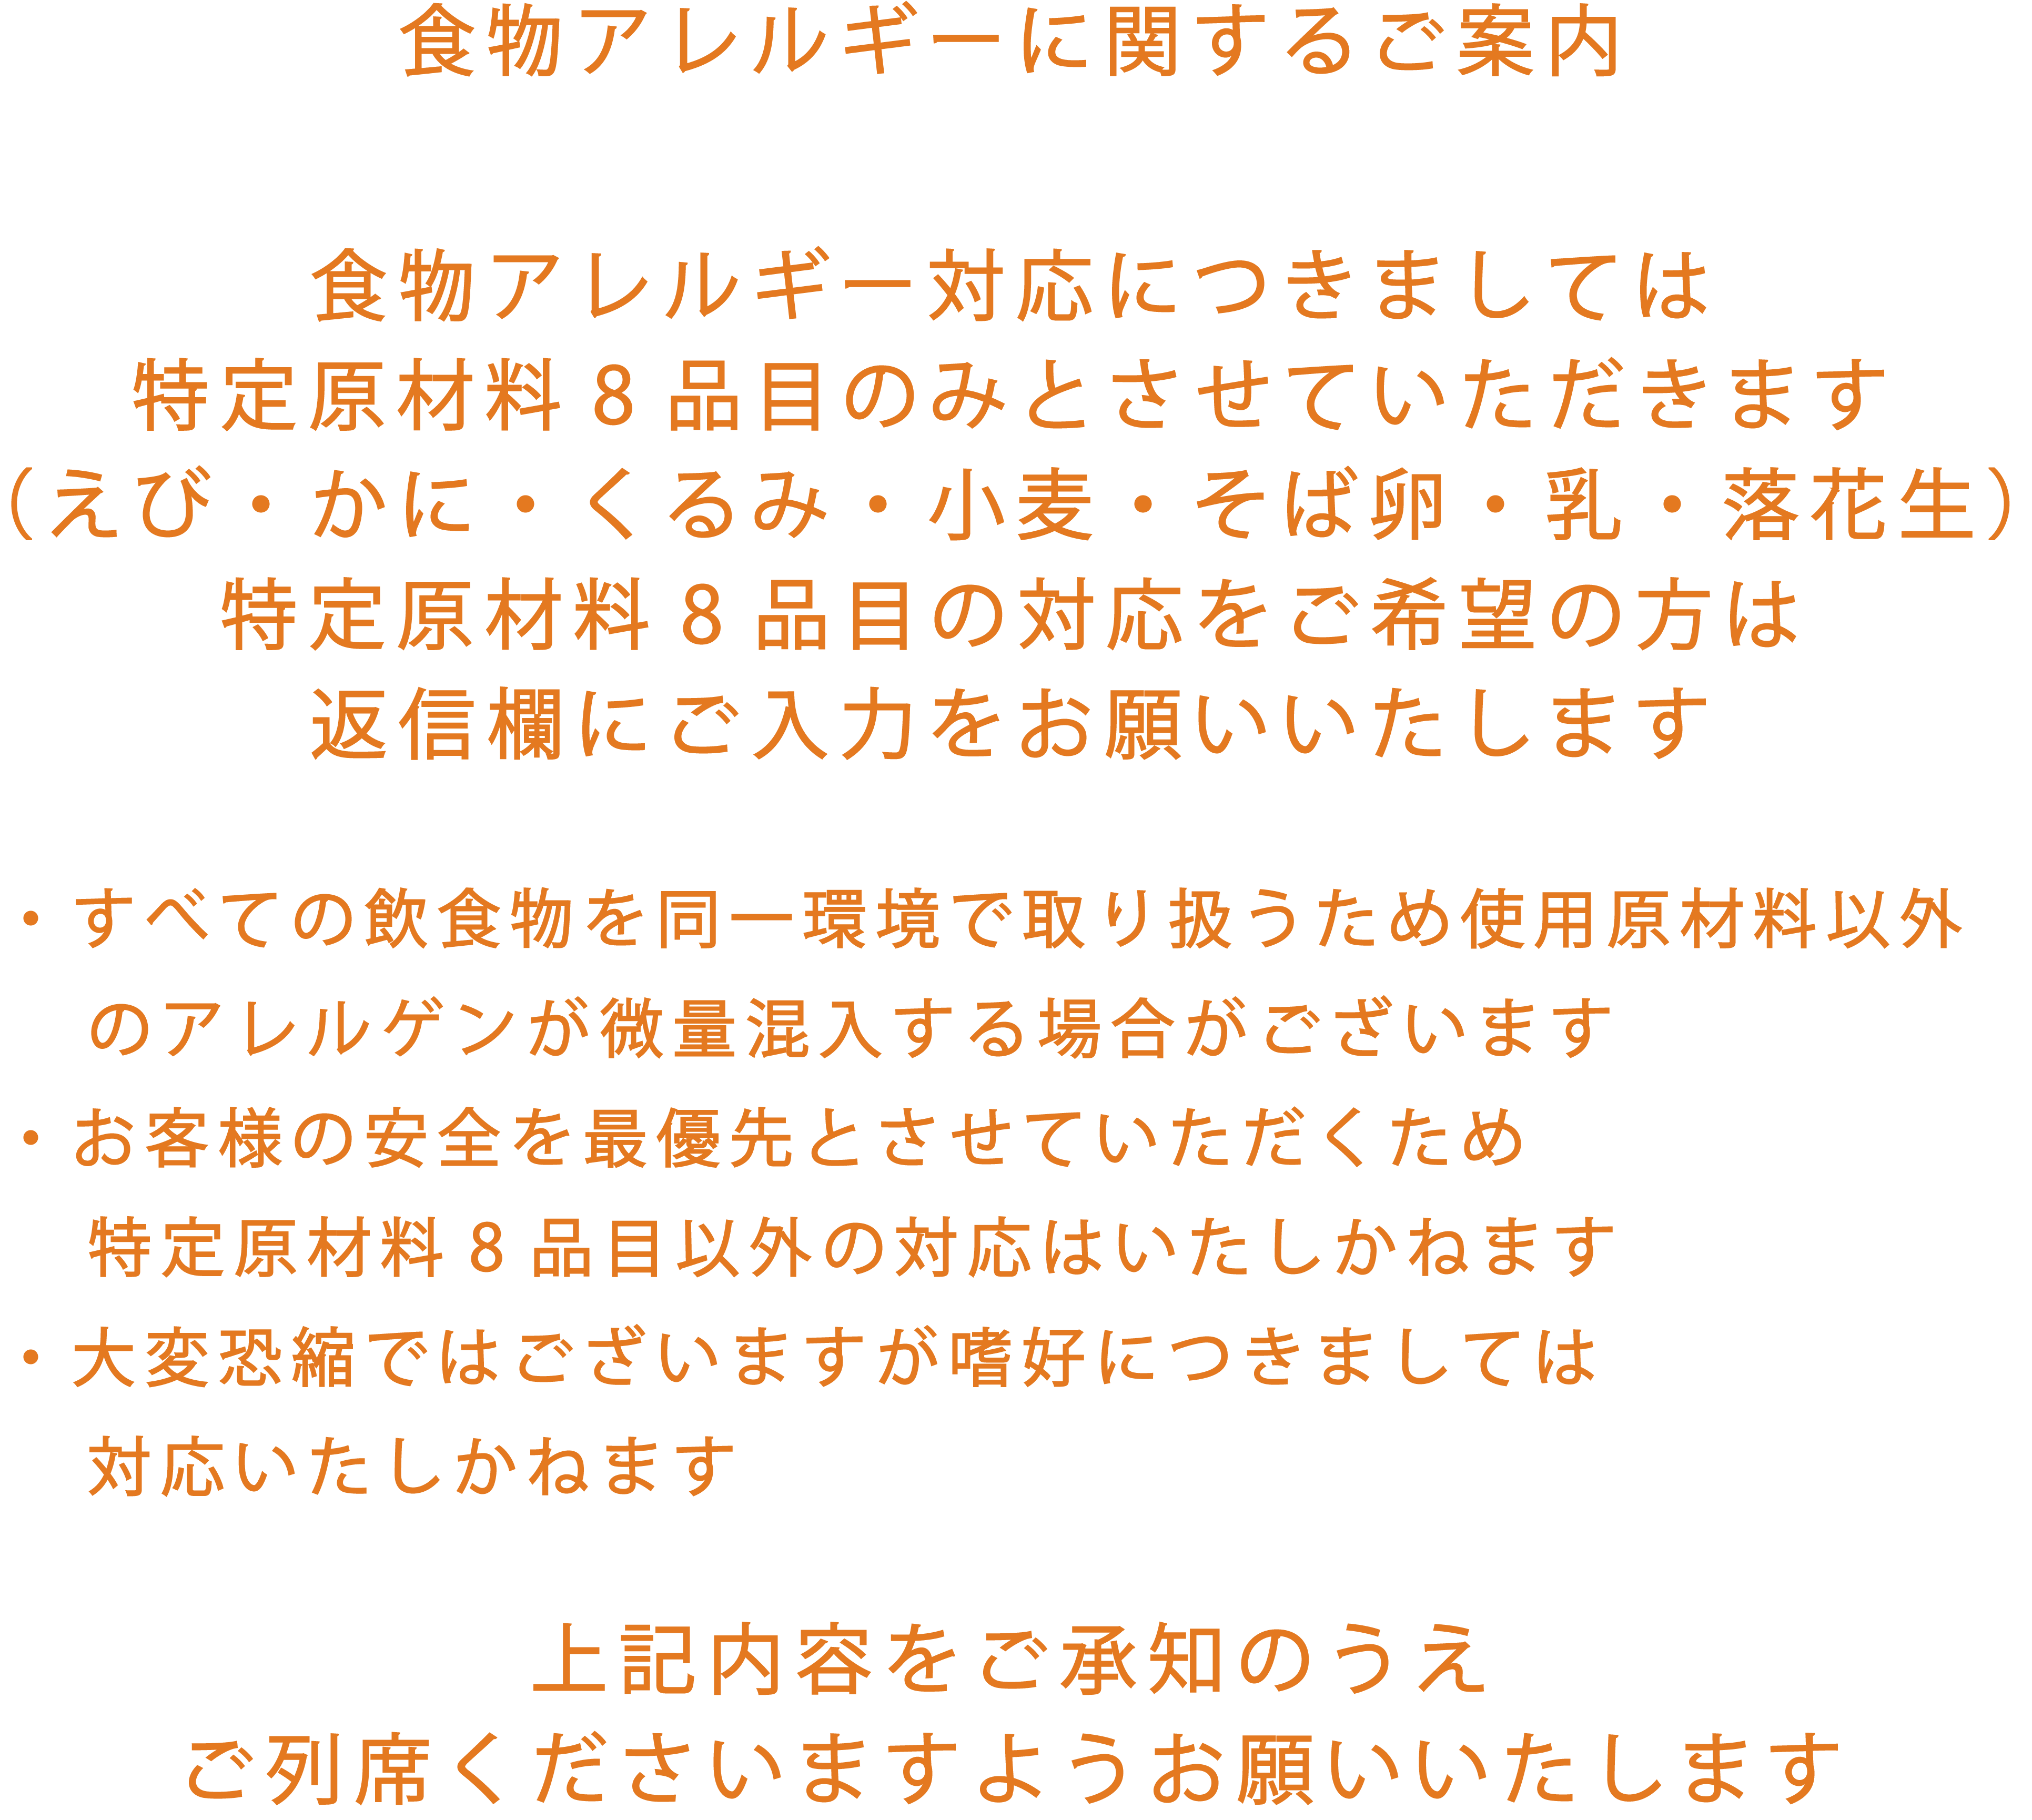 食物アレルギーに関するご案内
食物アレルギー対応につきましては
特定原材料８品目のみとさせていただきます
（えび・かに・くるみ・小麦・そば卵・乳・落花生）
特定原材料８品目の対応をご希望の方は
返信欄にご入力をお願いいたします
・すべての飲食物を同一環境で取り扱うため使用原材料以外
のアレルゲンが微量混入する場合がございます
・お客様の安全を最優先とさせていただくため
特定原材料８品目以外の対応はいたしかねます
・大変恐縮ではございますが嗜好につきましては
対応いたしかねます
上記内容をご承知のうえ
ご列席くださいますようお願いいたします